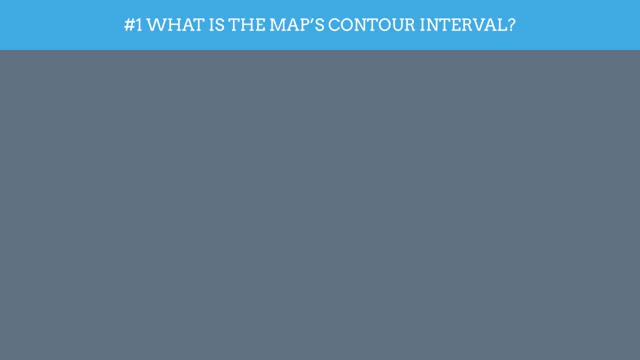 #1 WHAT IS THE MAP’S CONTOUR INTERVAL?